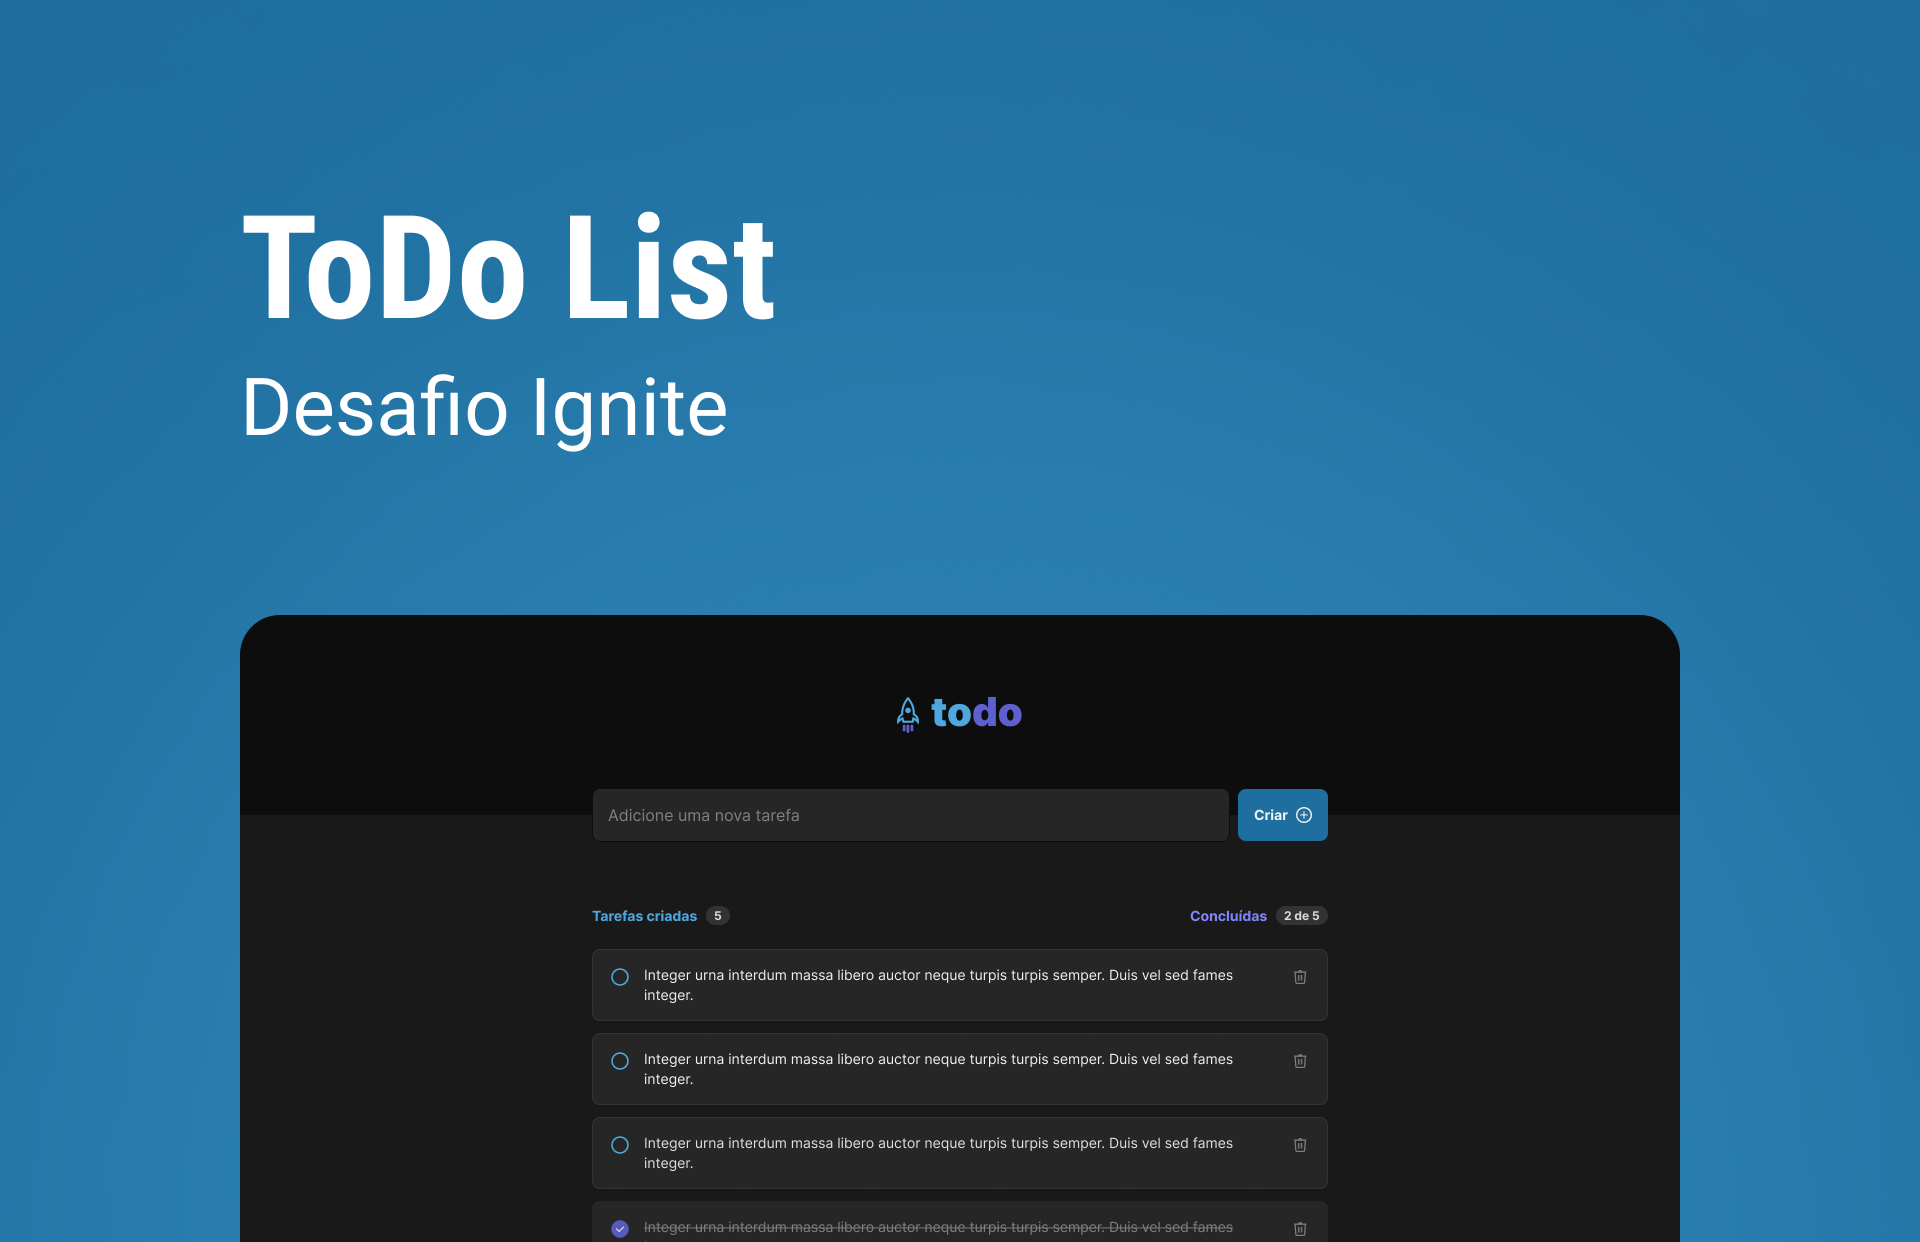 ToDo List
Desafio Ignite
todo
Adicione uma nova tarefa
Criar
Tarefas criadas 5
Concluídas 2 de 5
Integer urna interdum massa libero auctor neque turpis turpis semper. Duis vel sed fames
integer.
Integer urna interdum massa libero auctor neque turpis turpis semper. Duis vel sed fames
integer.
Integer urna interdum massa libero auctor neque turpis turpis semper. Duis vel sed fames
integer.
Integer urna interdum massa libero auctor neque turpis turpis semper. Duis vel sed fames